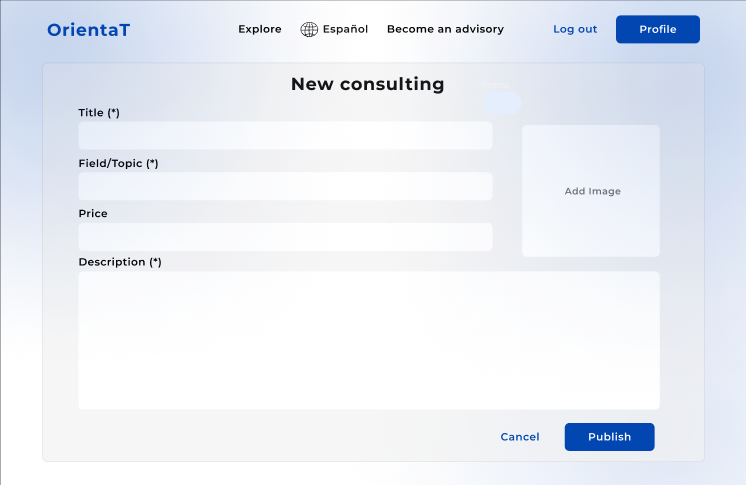 OrientaT
Explore
Español
Become an advisory
Log out
Profile
New consulting
Title (*)
Field/Topic (*)
Add Image
Price
Description (*)
Cancel
Publish